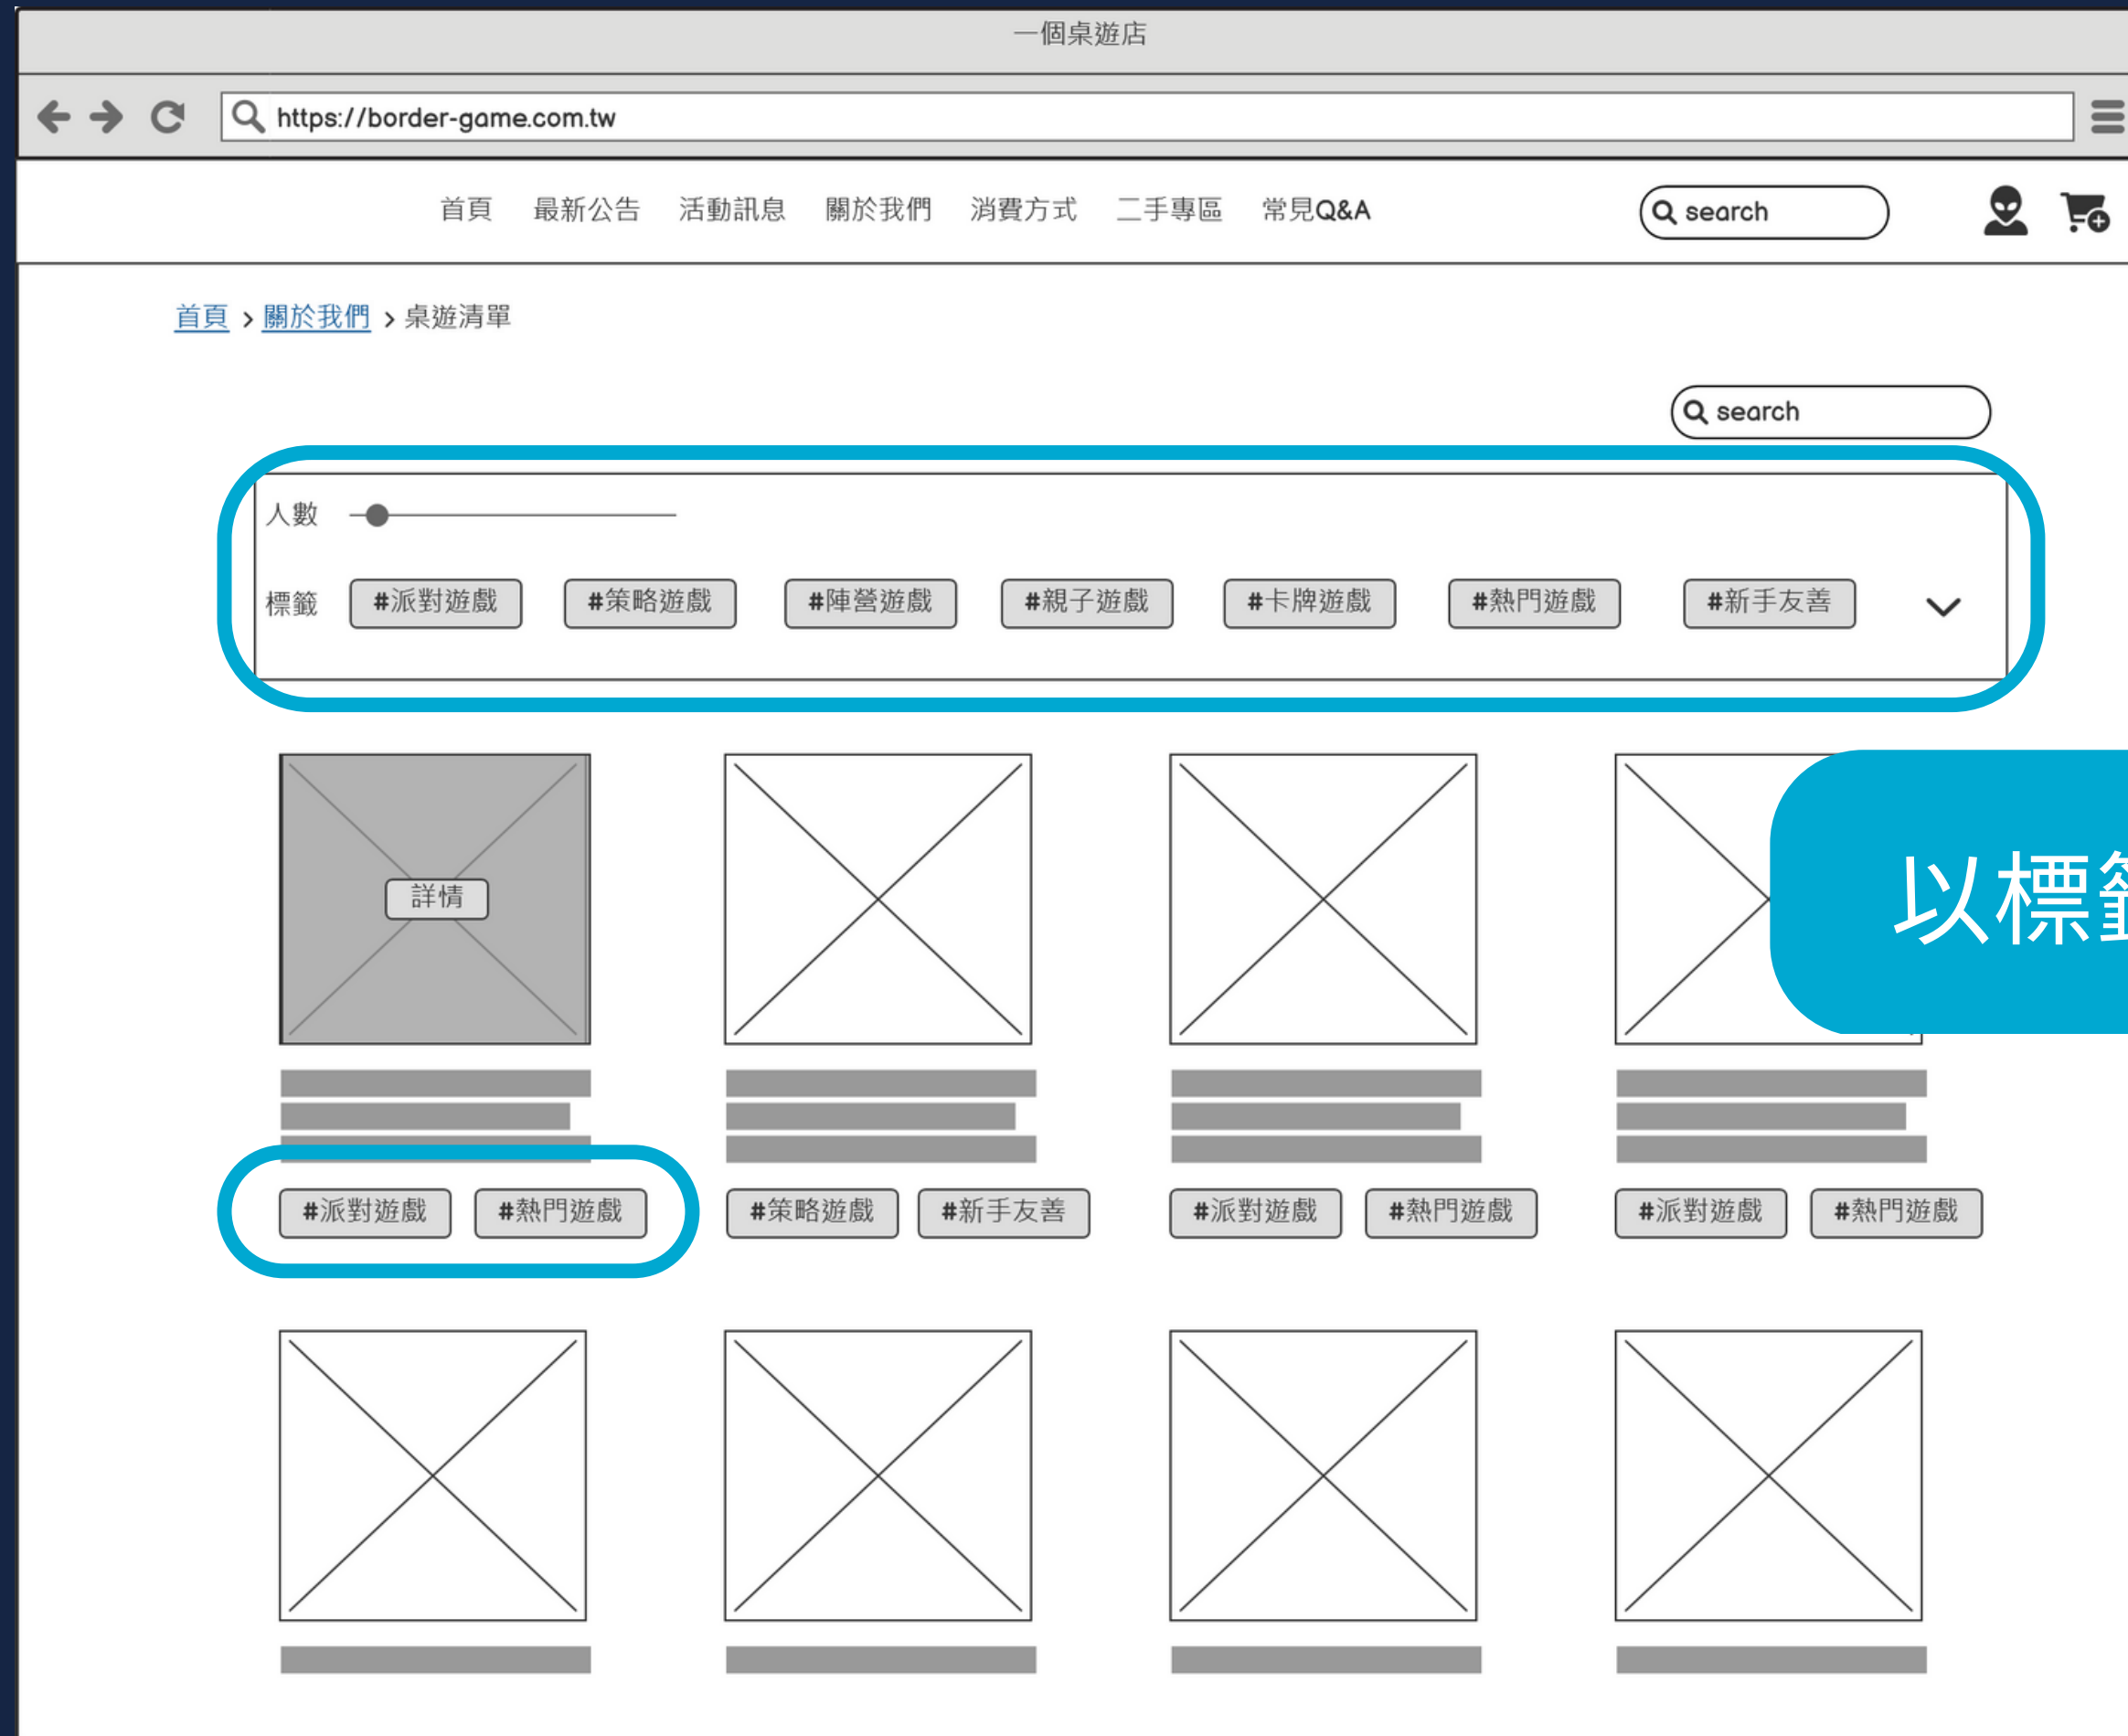 一個桌遊店
https://border-game.com.tw
首頁 最新公告 活動訊息 關於我們 消費方式 二手專區 常見Q&A search
首頁 > 關於我們 > 桌遊清單
search
人數
標籤 #派對遊戲 #策略遊戲 #陣營遊戲 #親子遊戲 #卡牌遊戲 #熱門遊戲 #新手友善
詳情
以標籤
#派對遊戲 #熱門遊戲 #策略遊戲 #新手友善 #派對遊戲 #熱門遊戲 #派對遊戲 #熱門遊戲